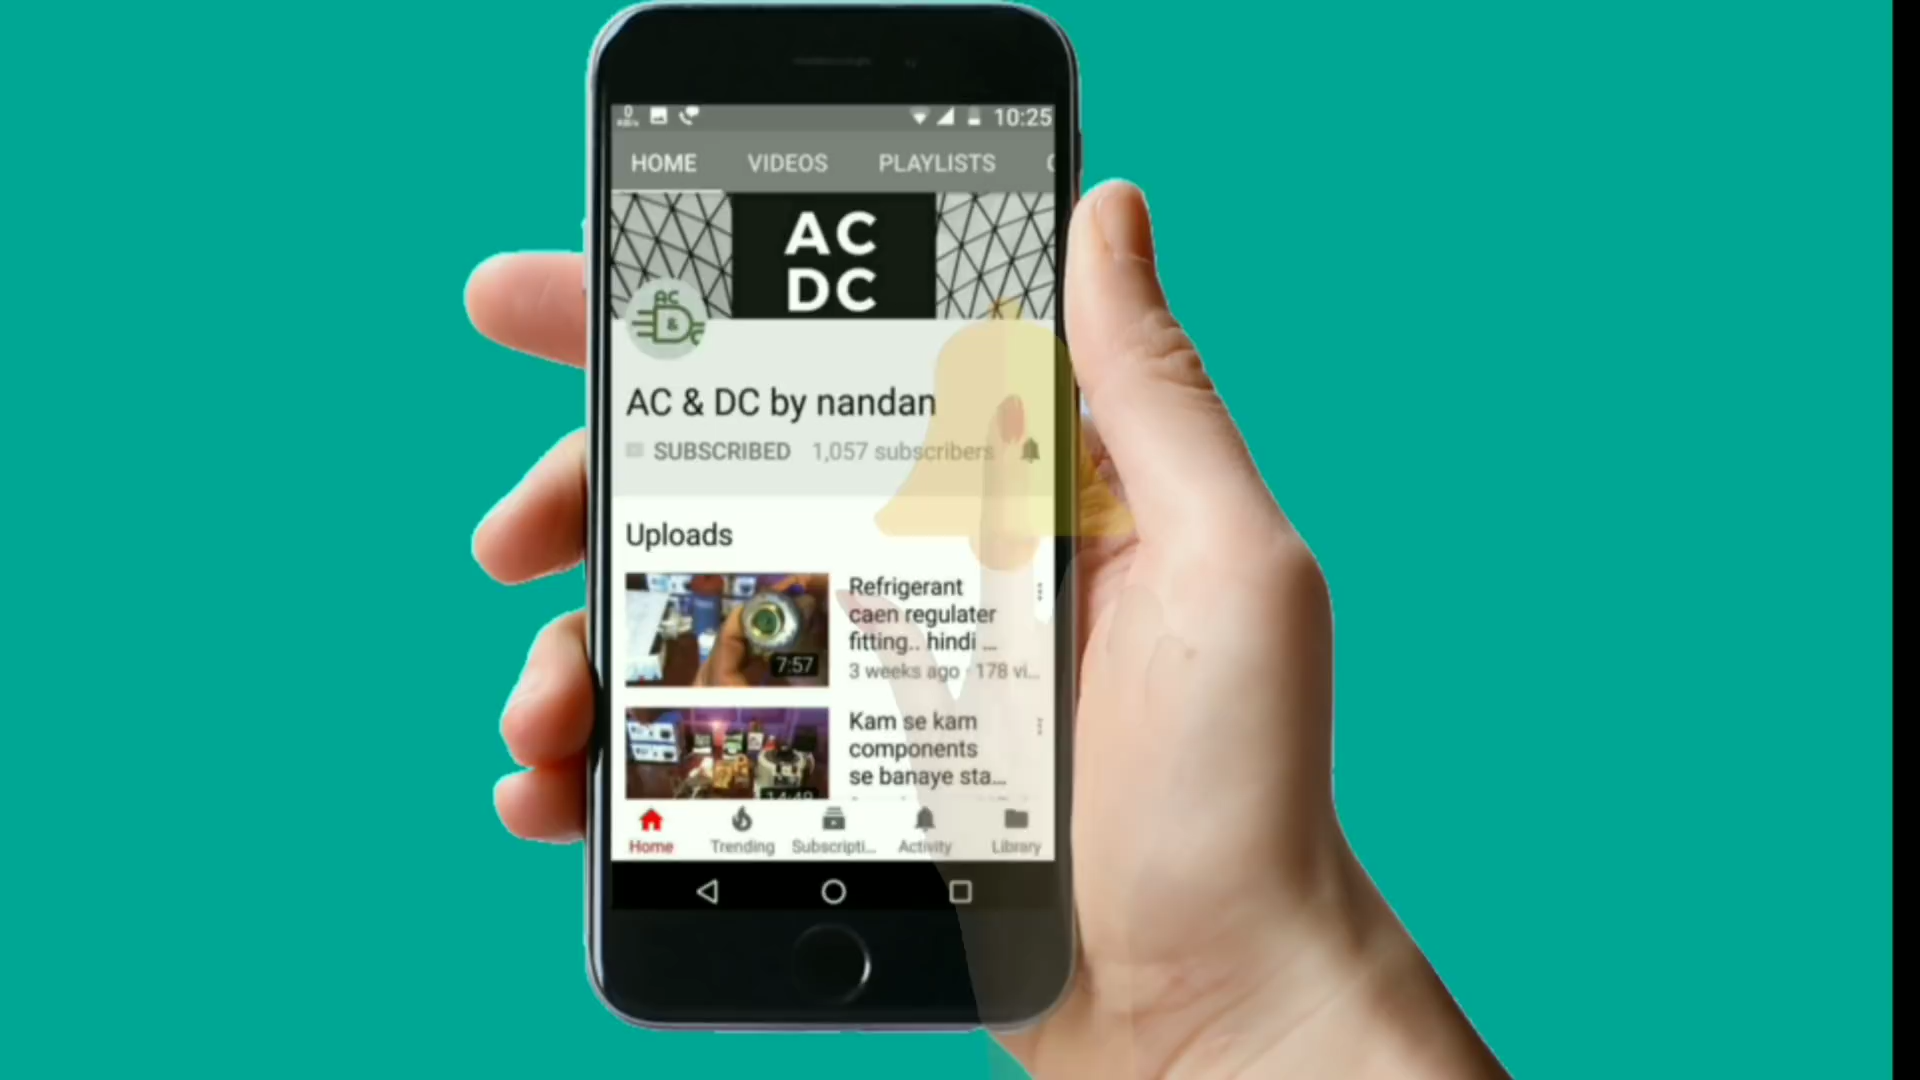 10:25
HOME VIDEOS PLAYLISTS
AC
DC
AC
&
AC & DC by nandan
SUBSCRIBED 1,057 subscribers
Uploads
Refrigerant
caen regulater
fitting.. hindi ...
3 weeks ago · 178 vi...
7:57
Kam se kam
components
se banaye sta...
Home Trending Subscripti... Activity Library